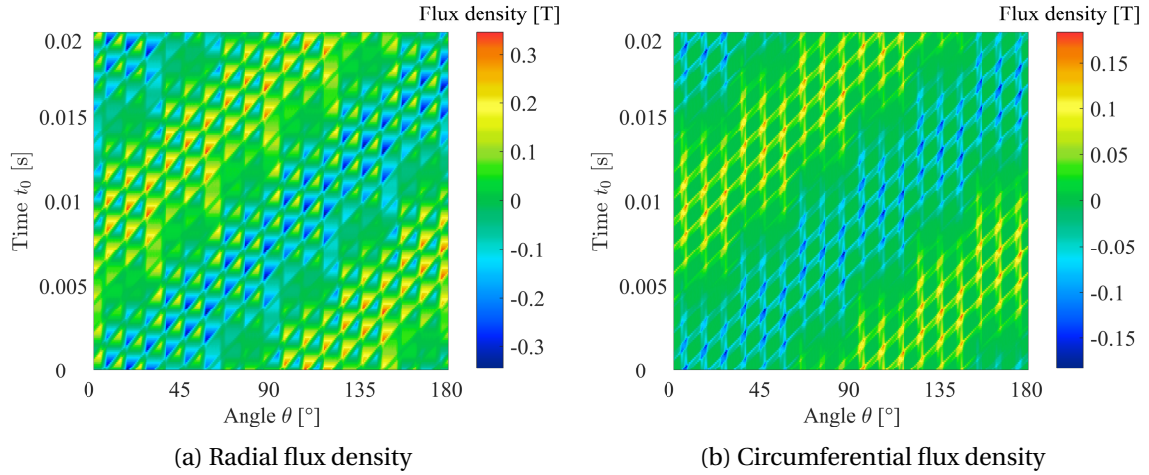 Flux density [T]
0.02
0.015
0.01
0.005
0
Time t₀ [s]
0 45 90 135 180
Angle θ [°]
0.3
0.2
0.1
0
-0.1
-0.2
-0.3
(a) Radial flux density
Flux density [T]
0.02
0.015
0.01
0.005
0
Time t₀ [s]
0 45 90 135 180
Angle θ [°]
0.15
0.1
0.05
0
-0.05
-0.1
-0.15
(b) Circumferential flux density